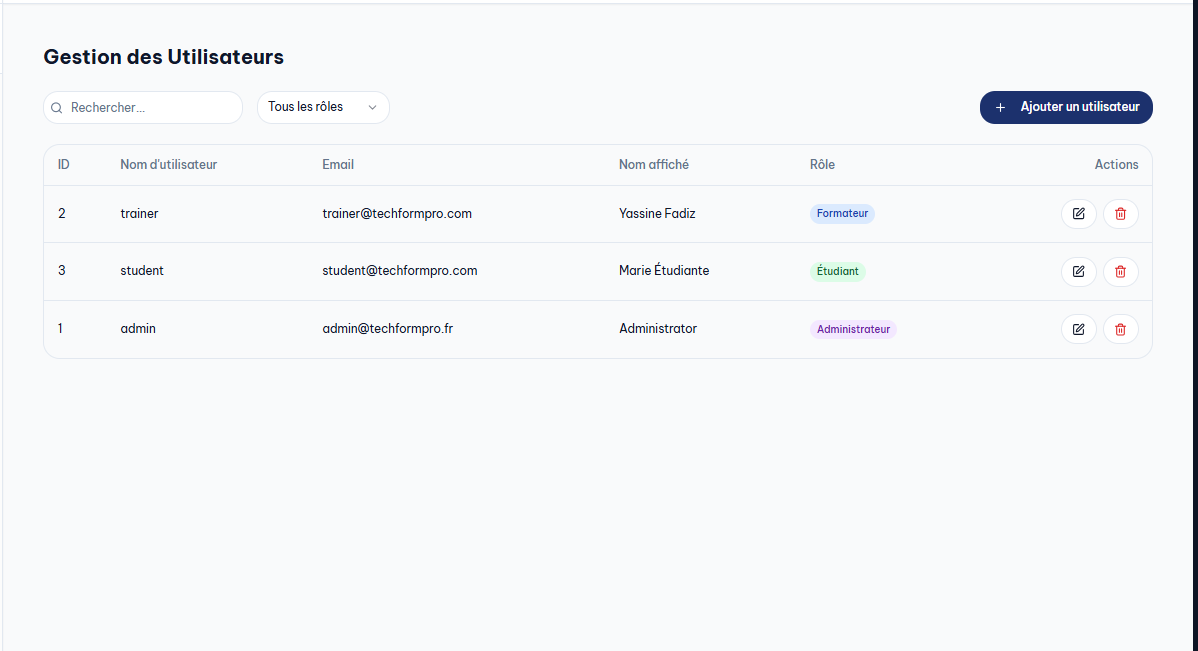 Gestion des Utilisateurs
Rechercher...
Tous les rôles
Ajouter un utilisateur
ID Nom d'utilisateur Email Nom affiché Rôle Actions
2 trainer trainer@techformpro.com Yassine Fadiz Formateur
3 student student@techformpro.com Marie Étudiante Étudiant
1 admin admin@techformpro.fr Administrator Administrateur